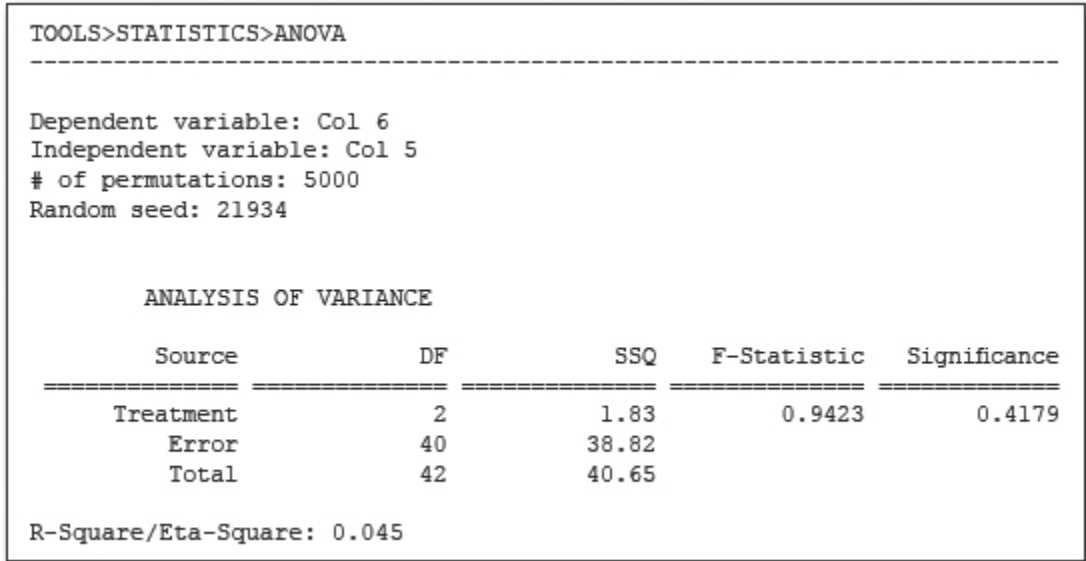 TOOLS>STATISTICS>ANOVA
--------------------------------------------------------------------------
Dependent variable: Col 6
Independent variable: Col 5
# of permutations: 5000
Random seed: 21934
ANALYSIS OF VARIANCE
Source DF SSQ F-Statistic Significance
============== ============== ============== ============== =============
Treatment 2 1.83 0.9423 0.4179
Error 40 38.82
Total 42 40.65
R-Square/Eta-Square: 0.045